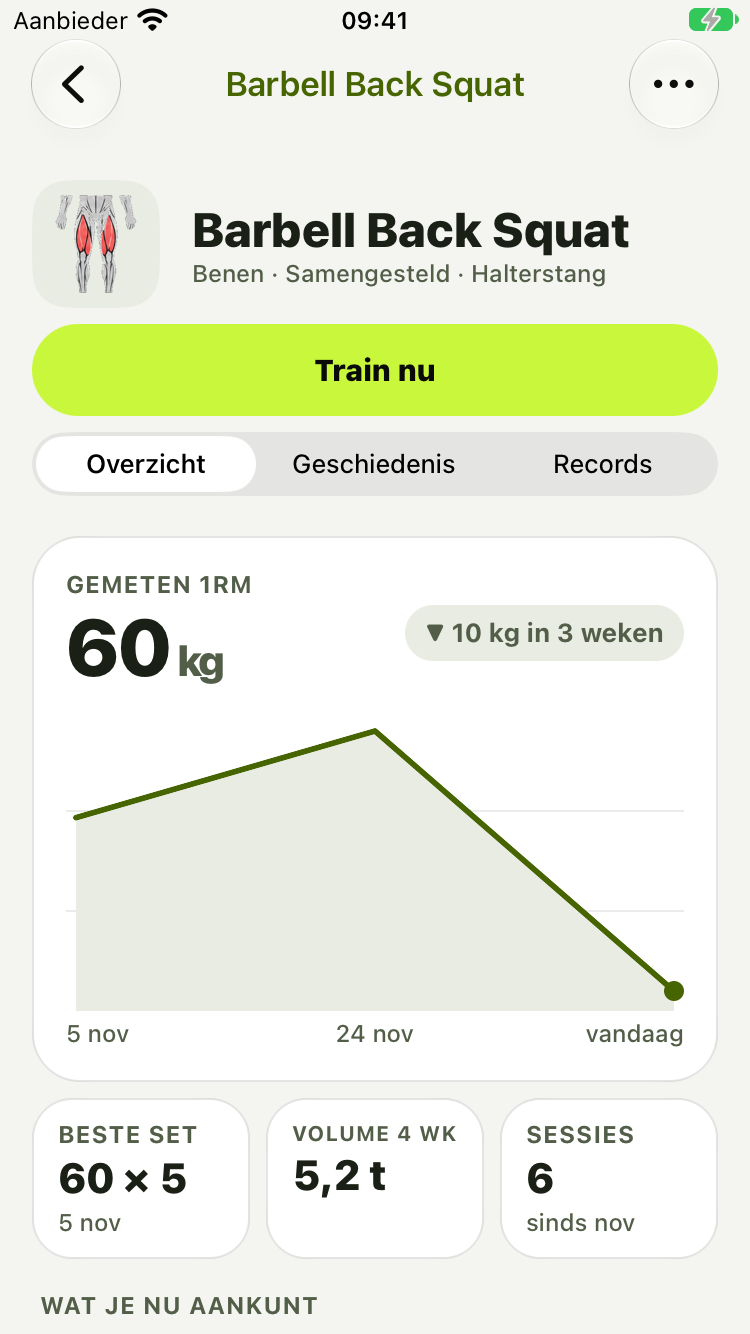 Aanbieder 09:41
Barbell Back Squat
Barbell Back Squat
Benen · Samengesteld · Halterstang
Train nu
Overzicht Geschiedenis Records
GEMETEN 1RM
60 kg
▼ 10 kg in 3 weken
5 nov 24 nov vandaag
BESTE SET
60 × 5
5 nov
VOLUME 4 WK
5,2 t
SESSIES
6
sinds nov
WAT JE NU AANKUNT